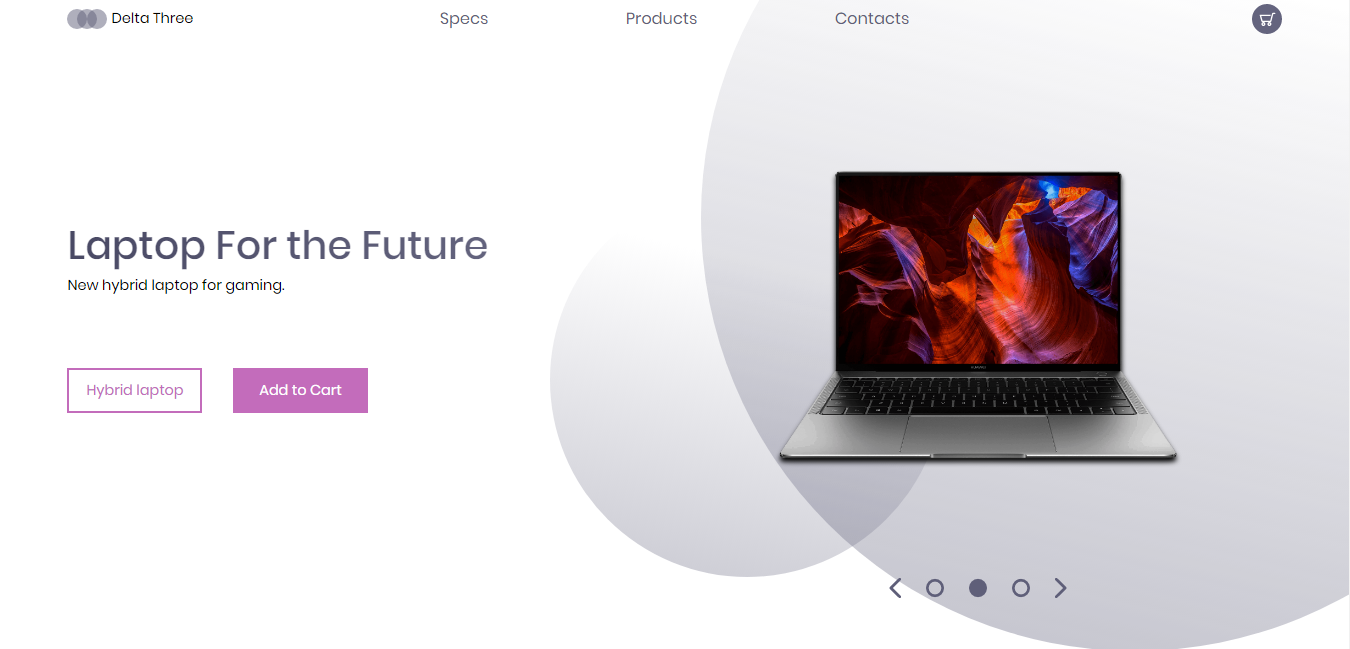 Delta Three
Specs
Products
Contacts
Laptop For the Future
New hybrid laptop for gaming.
Hybrid laptop
Add to Cart